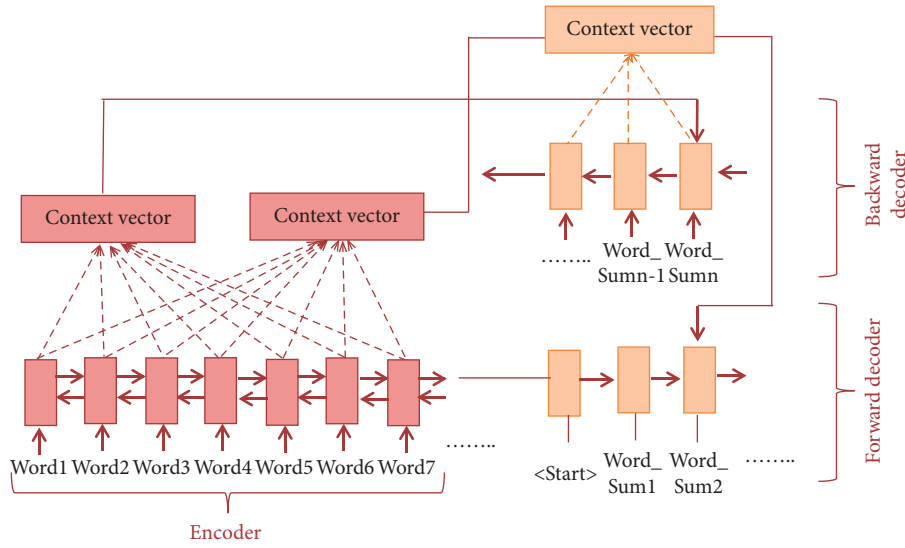 Context vector
Context vector
Context vector
Backward
decoder
........
Word_
Sumn-1
Word_
Sumn
Word1
Word2
Word3
Word4
Word5
Word6
Word7
........
<Start>
Word_
Sum1
Word_
Sum2
........
Forward decoder
Encoder